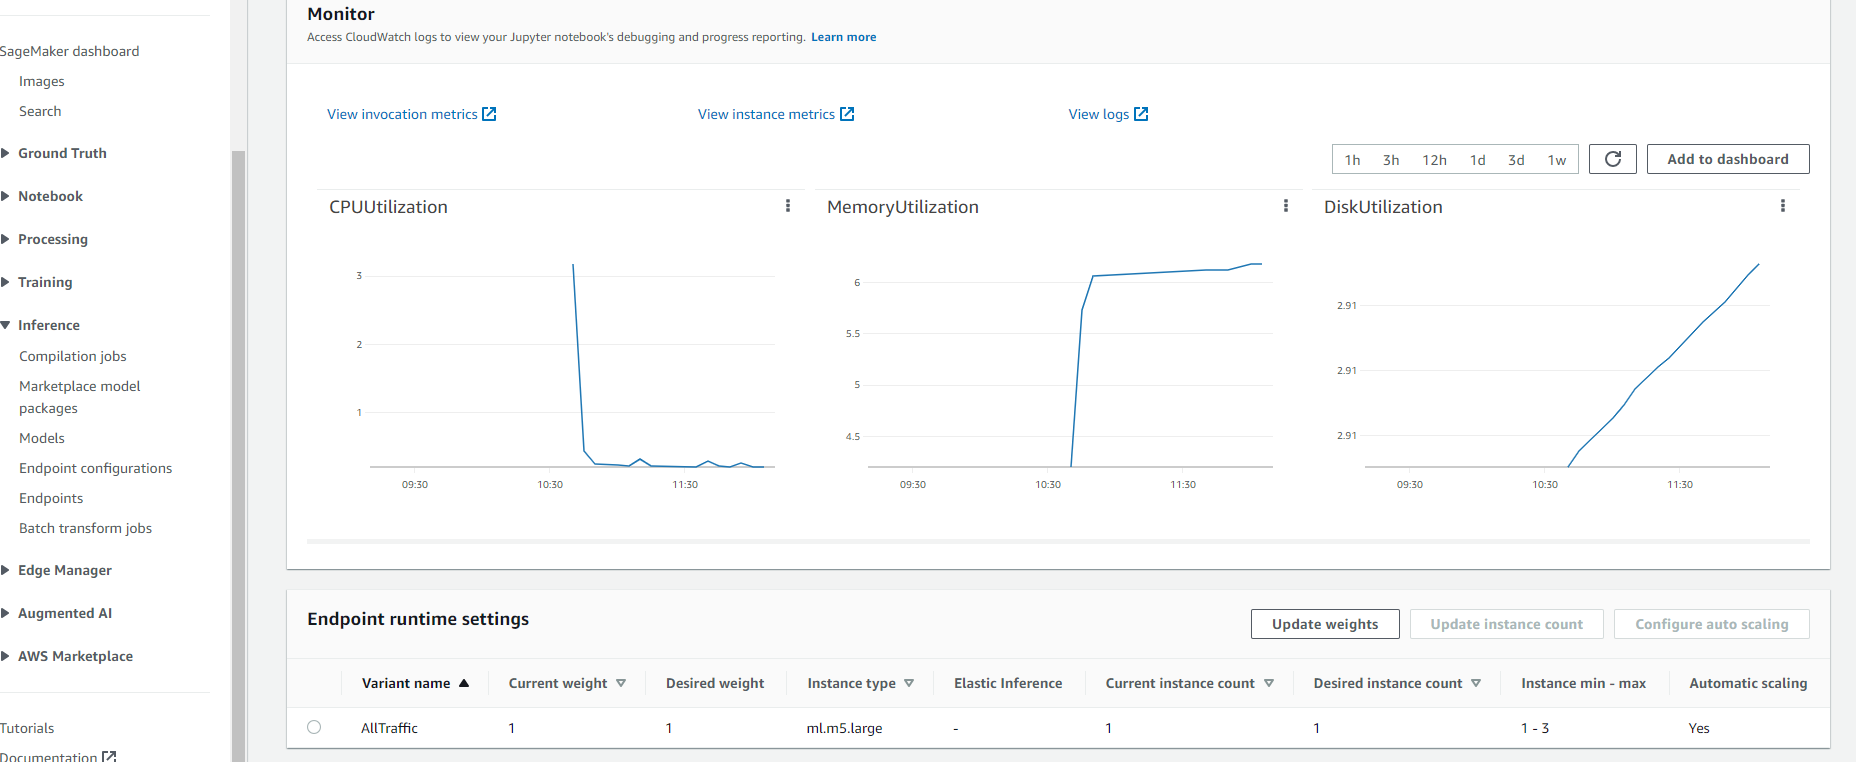 SageMaker dashboard
Images
Search
Ground Truth
Notebook
Processing
Training
Inference
Compilation jobs
Marketplace model
packages
Models
Endpoint configurations
Endpoints
Batch transform jobs
Edge Manager
Augmented AI
AWS Marketplace
Tutorials
Documentation
Monitor
Access CloudWatch logs to view your Jupyter notebook's debugging and progress reporting. Learn more
View invocation metrics View instance metrics View logs
1h 3h 12h 1d 3d 1w Add to dashboard
CPUUtilization
3
2
1
09:30 10:30 11:30
MemoryUtilization
6
5.5
5
4.5
09:30 10:30 11:30
DiskUtilization
2.91
2.91
2.91
09:30 10:30 11:30
Endpoint runtime settings
Update weights Update instance count Configure auto scaling
Variant name Current weight Desired weight Instance type Elastic Inference Current instance count Desired instance count Instance min - max Automatic scaling
AllTraffic 1 1 ml.m5.large - 1 1 1 - 3 Yes